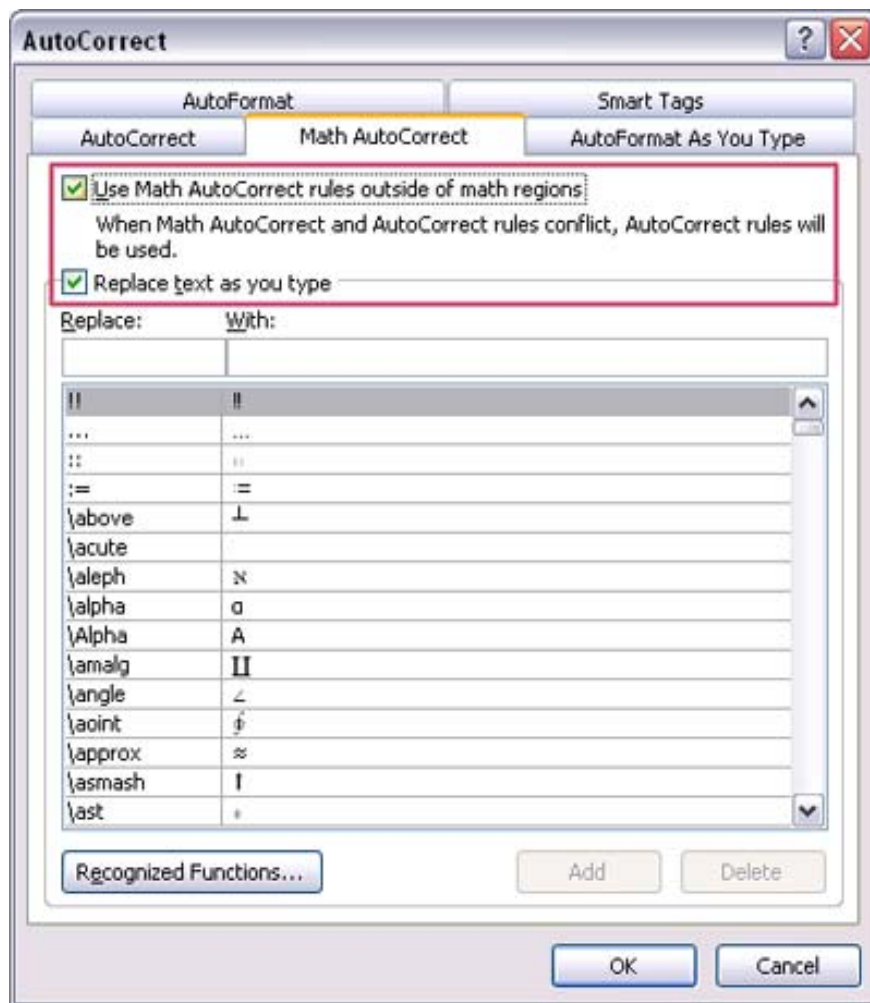 AutoCorrect
AutoFormat Smart Tags
AutoCorrect Math AutoCorrect AutoFormat As You Type
Use Math AutoCorrect rules outside of math regions
When Math AutoCorrect and AutoCorrect rules conflict, AutoCorrect rules will
be used.
Replace text as you type
Replace: With:
!! ‼
... …
:: ∷
:= ≔
\above ┴
\acute
\aleph ℵ
\alpha α
\Alpha Α
\amalg ∐
\angle ∠
\aoint ∳
\approx ≈
\asmash ⬆
\ast
Recognized Functions... Add Delete
OK Cancel